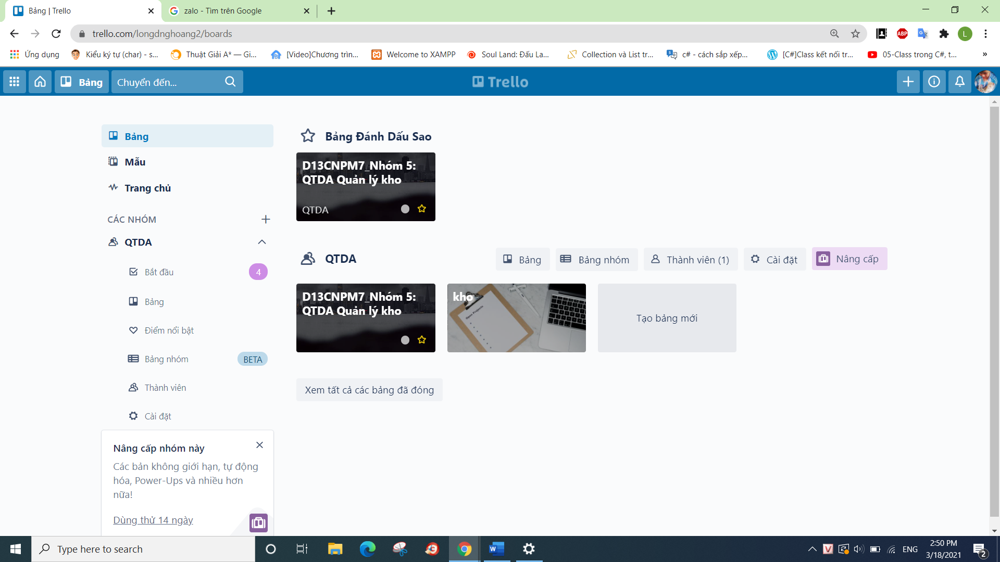 Bảng | Trello
zalo - Tìm trên Google
trello.com/longdnghoang2/boards
ABP
L
Ứng dụng
Kiểu ký tự (char) - s...
Thuật Giải A* — Gi...
[Video]Chương trìn...
Welcome to XAMPP
Soul Land: Đấu La...
Collection và List tr...
c# - cách sắp xếp...
[C#]Class kết nối tr...
05-Class trong C#, t...
»
Bảng
Chuyển đến...
Trello
Bảng
Mẫu
Trang chủ
CÁC NHÓM
QTDA
Bắt đầu
4
Bảng
Điểm nổi bật
Bảng nhóm
BETA
Thành viên
Cài đặt
Nâng cấp nhóm này
Các bản không giới hạn, tự động
hóa, Power-Ups và nhiều hơn
nữa!
Dùng thử 14 ngày
Bảng Đánh Dấu Sao
D13CNPM7_Nhóm 5:
QTDA Quản lý kho
QTDA
QTDA
Bảng
Bảng nhóm
Thành viên (1)
Cài đặt
Nâng cấp
D13CNPM7_Nhóm 5:
QTDA Quản lý kho
kho
Open Projects
Tạo bảng mới
Xem tất cả các bảng đã đóng
Type here to search
ENG
2:50 PM
3/18/2021
2